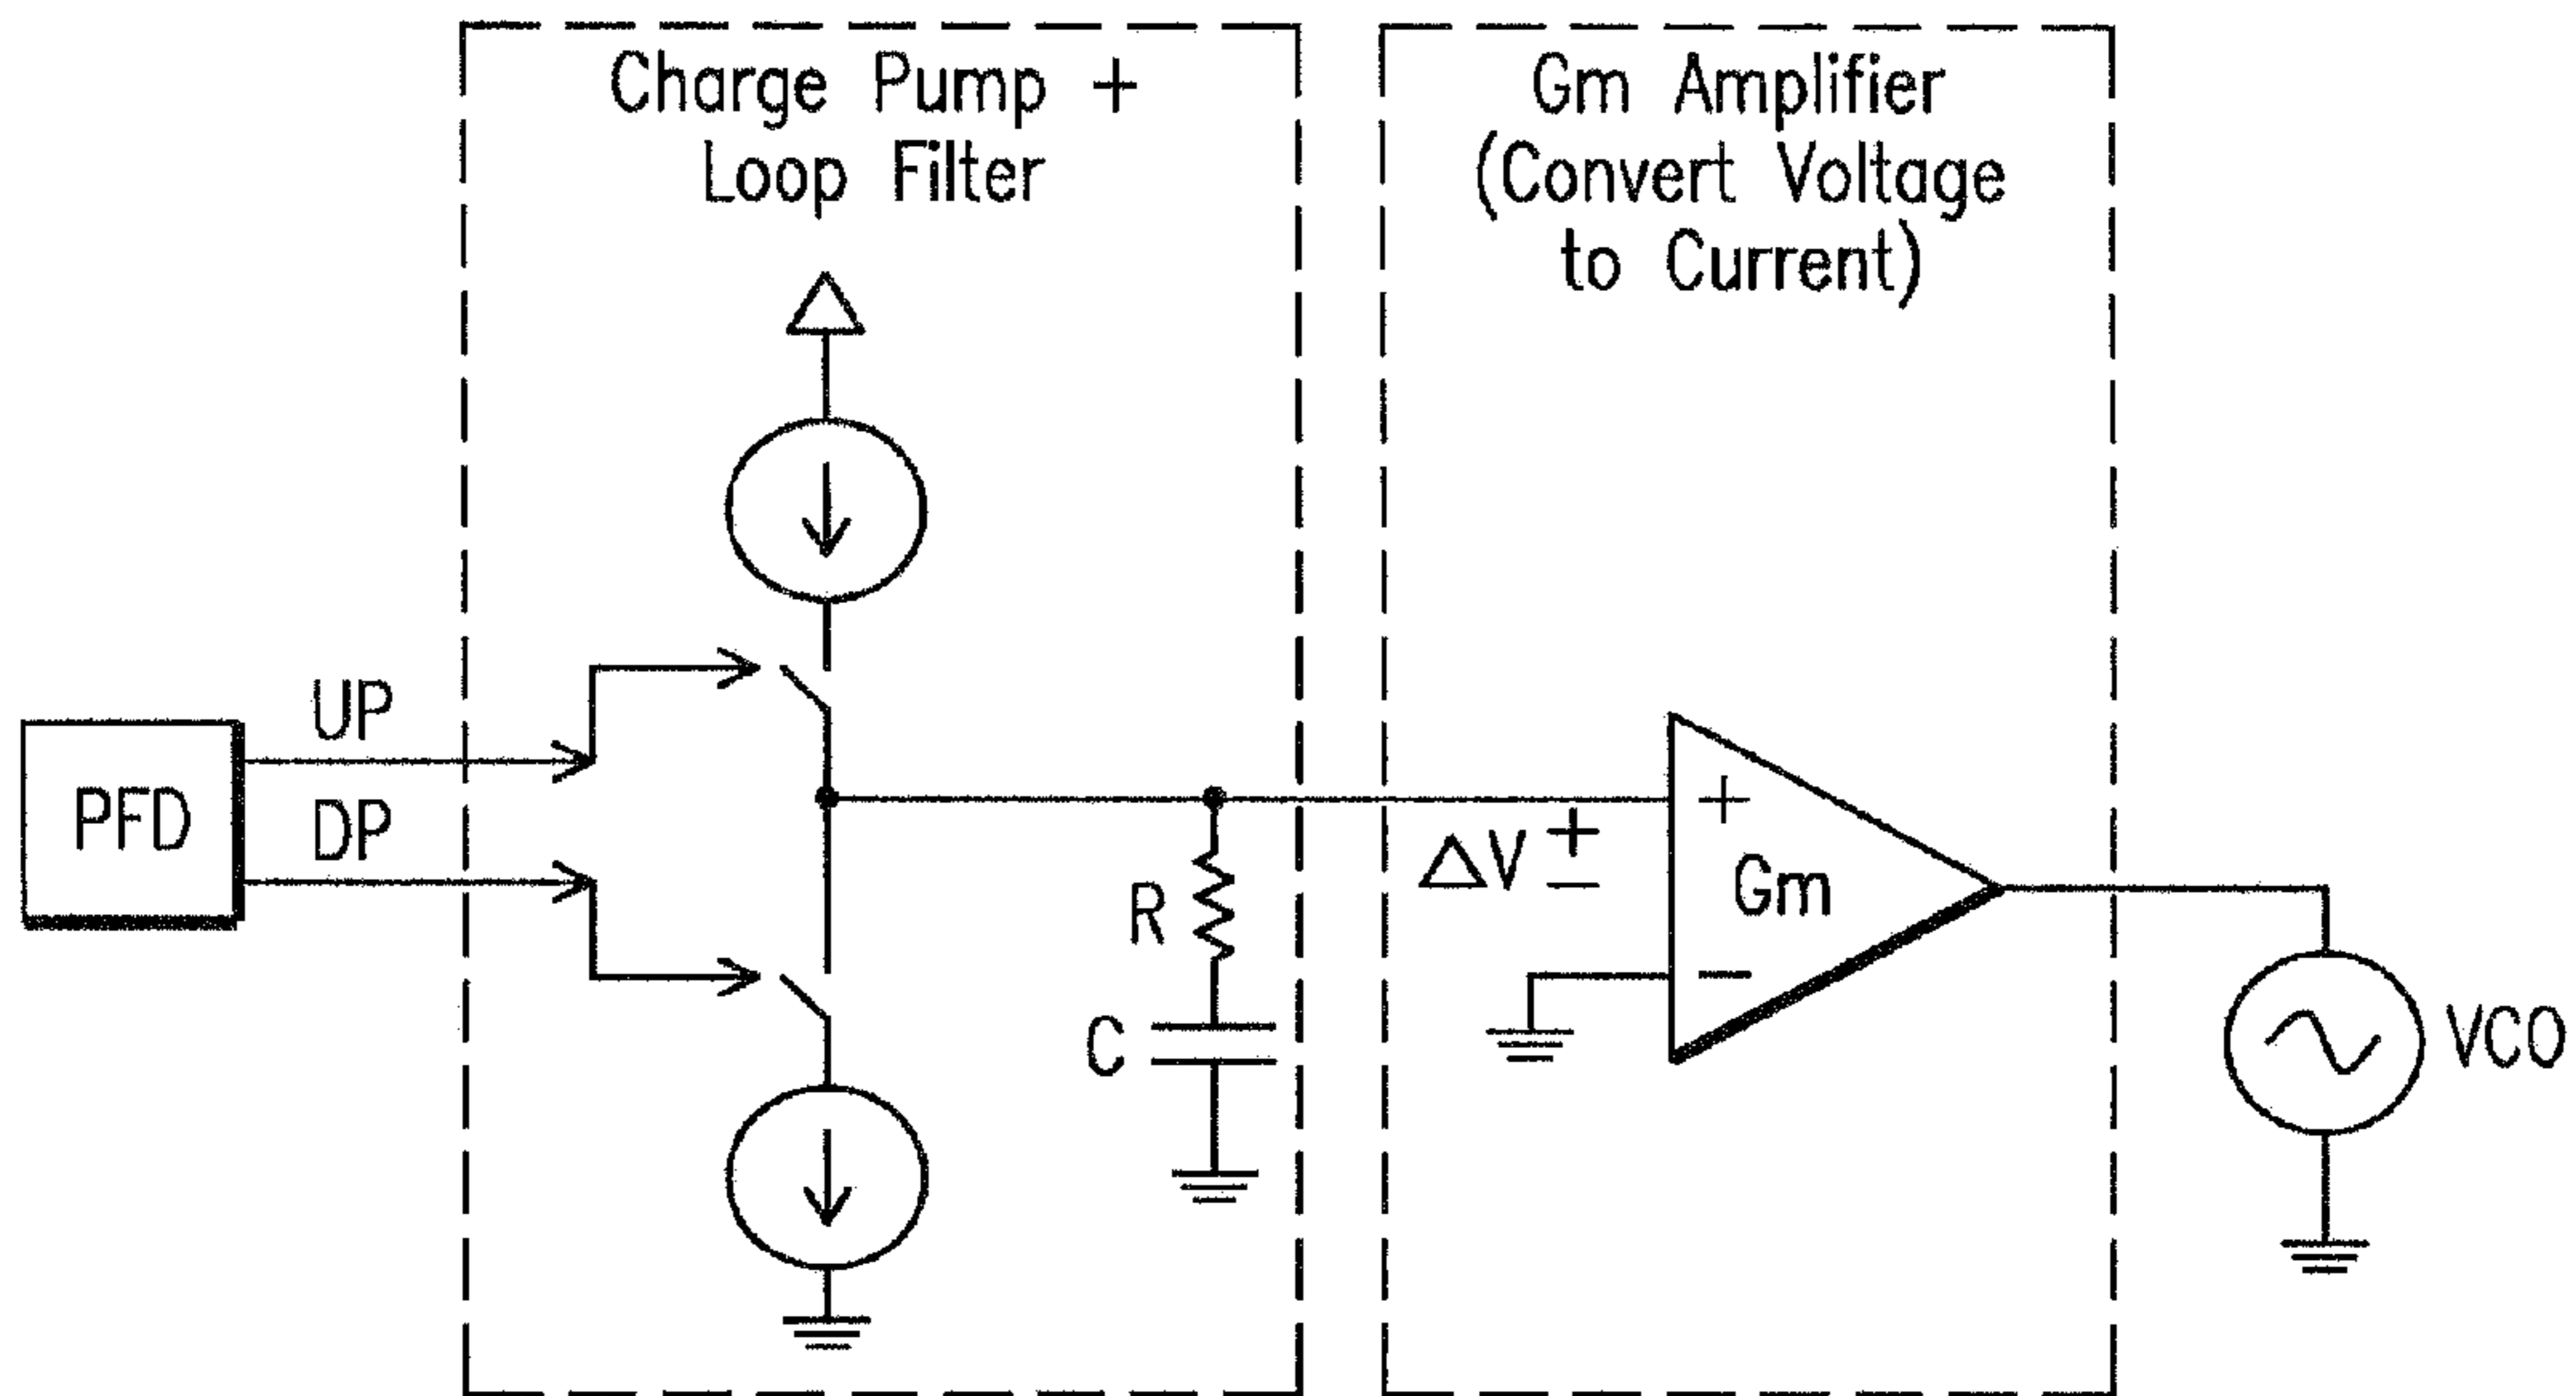 Charge Pump +
Loop Filter
Gm Amplifier
(Convert Voltage
to Current)
UP
PFD
DP
ΔV + −
+
Gm
−
R
C
VCO